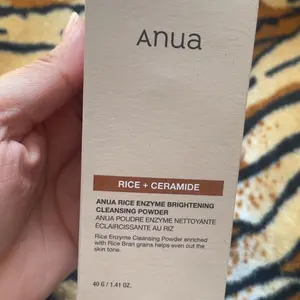 Anua
RICE + CERAMIDE
ANUA RICE ENZYME BRIGHTENING
CLEANSING POWDER
ANUA POUDRE ENZYME NETTOYANTE
ÉCLAIRCISSANTE AU RIZ
Rice Enzyme Cleansing Powder enriched
with Rice Bran grains helps even out the
skin tone.
40 G / 1.41 OZ.